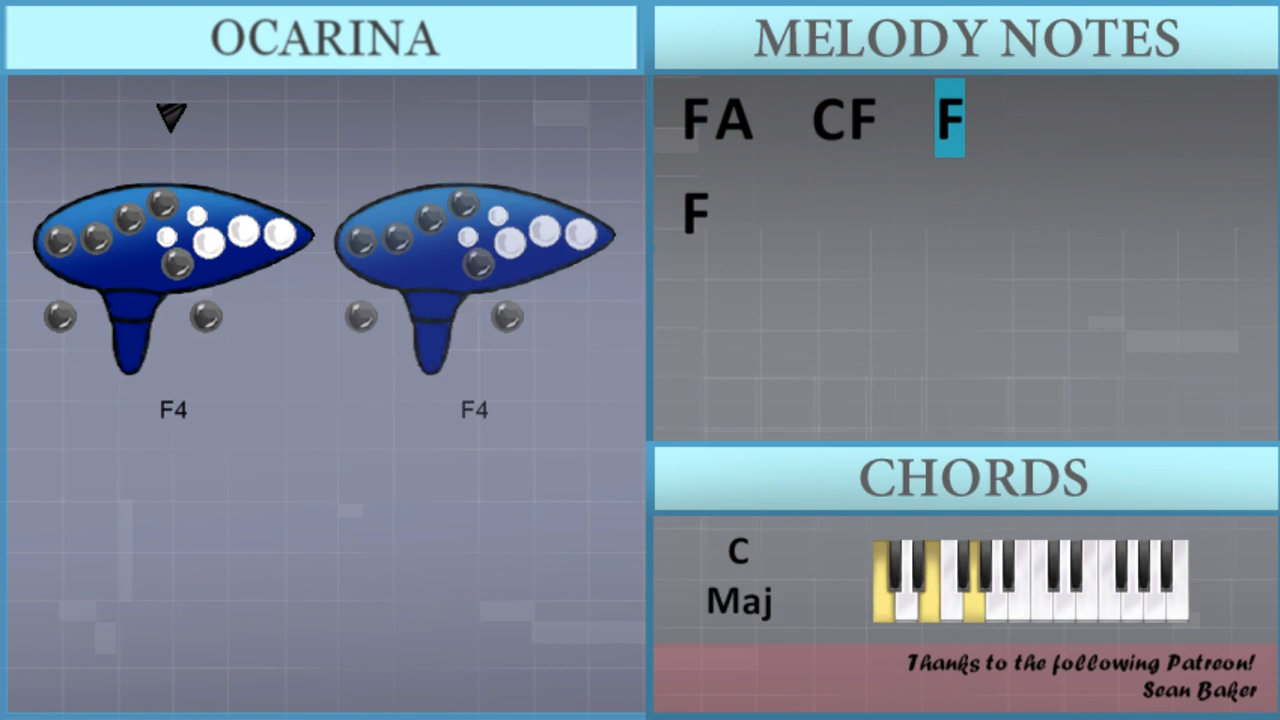 OCARINA
F4 F4
MELODY NOTES
FA CF F
F
CHORDS
C
Maj
Thanks to the following Patreon!
Sean Baker